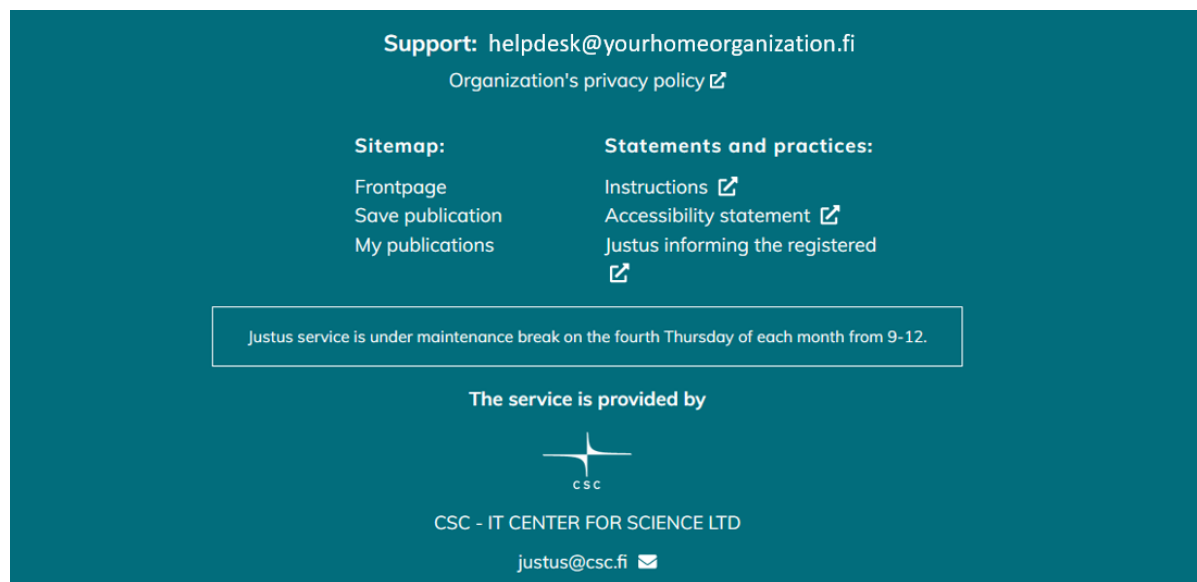 Support: helpdesk@yourhomeorganization.fi
Organization's privacy policy
Sitemap:
Frontpage
Save publication
My publications
Statements and practices:
Instructions
Accessibility statement
Justus informing the registered
Justus service is under maintenance break on the fourth Thursday of each month from 9-12.
The service is provided by
csc
CSC - IT CENTER FOR SCIENCE LTD
justus@csc.fi